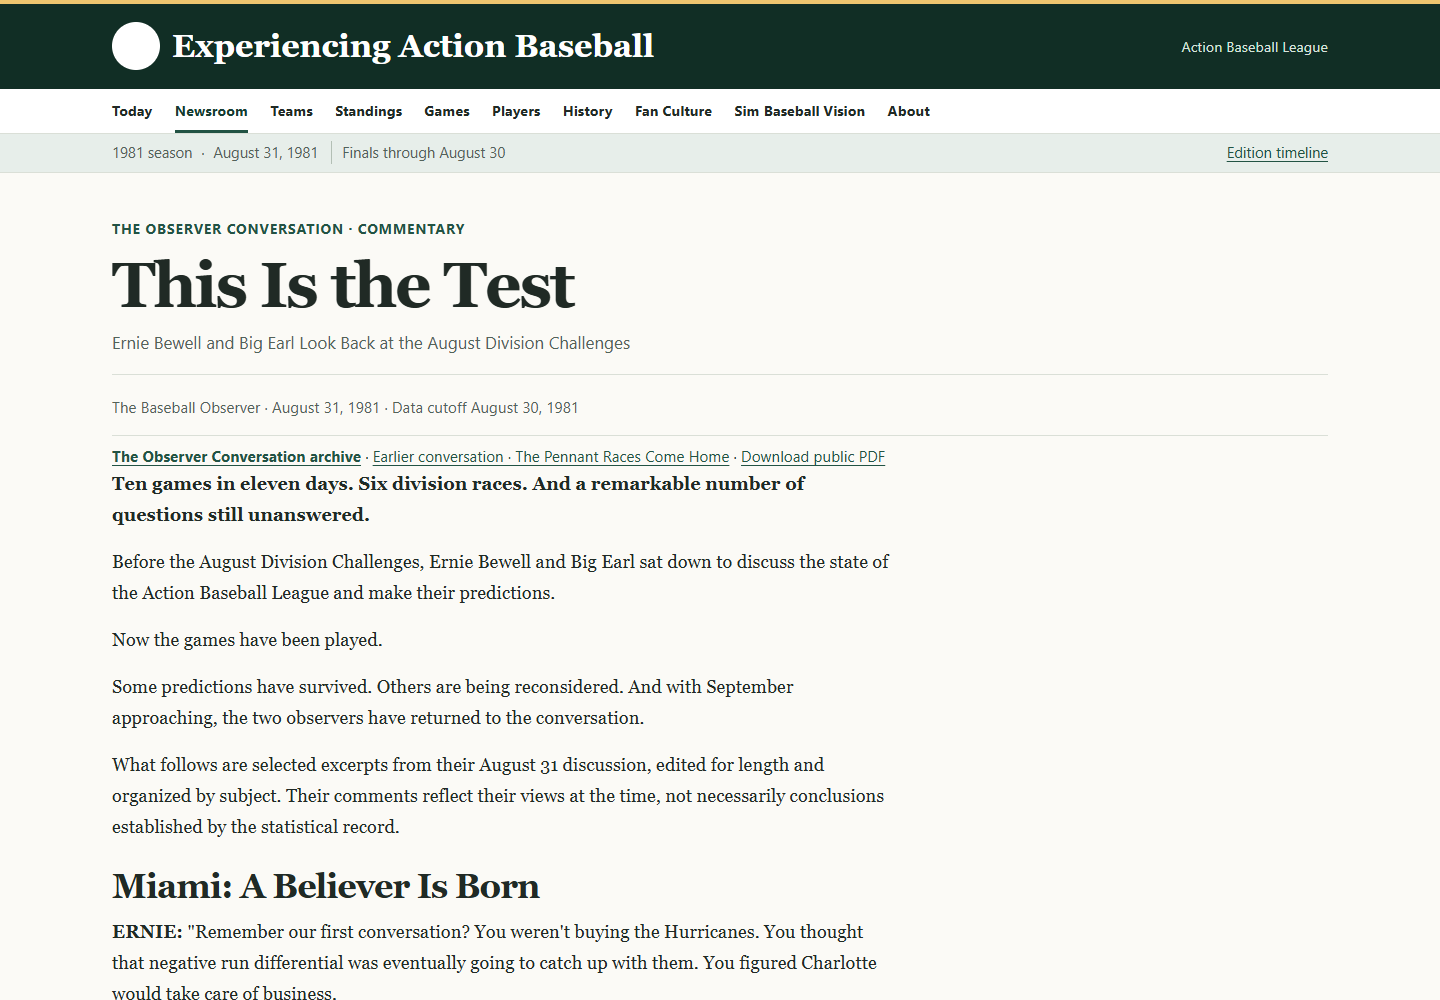 Experiencing Action Baseball
Action Baseball League
Today Newsroom Teams Standings Games Players History Fan Culture Sim Baseball Vision About
1981 season · August 31, 1981 Finals through August 30 Edition timeline
THE OBSERVER CONVERSATION · COMMENTARY
This Is the Test
Ernie Bewell and Big Earl Look Back at the August Division Challenges
The Baseball Observer · August 31, 1981 · Data cutoff August 30, 1981
The Observer Conversation archive · Earlier conversation · The Pennant Races Come Home · Download public PDF
Ten games in eleven days. Six division races. And a remarkable number of
questions still unanswered.
Before the August Division Challenges, Ernie Bewell and Big Earl sat down to discuss the state of
the Action Baseball League and make their predictions.
Now the games have been played.
Some predictions have survived. Others are being reconsidered. And with September
approaching, the two observers have returned to the conversation.
What follows are selected excerpts from their August 31 discussion, edited for length and
organized by subject. Their comments reflect their views at the time, not necessarily conclusions
established by the statistical record.
Miami: A Believer Is Born
ERNIE: "Remember our first conversation? You weren't buying the Hurricanes. You thought
that negative run differential was eventually going to catch up with them. You figured Charlotte
would take care of business.